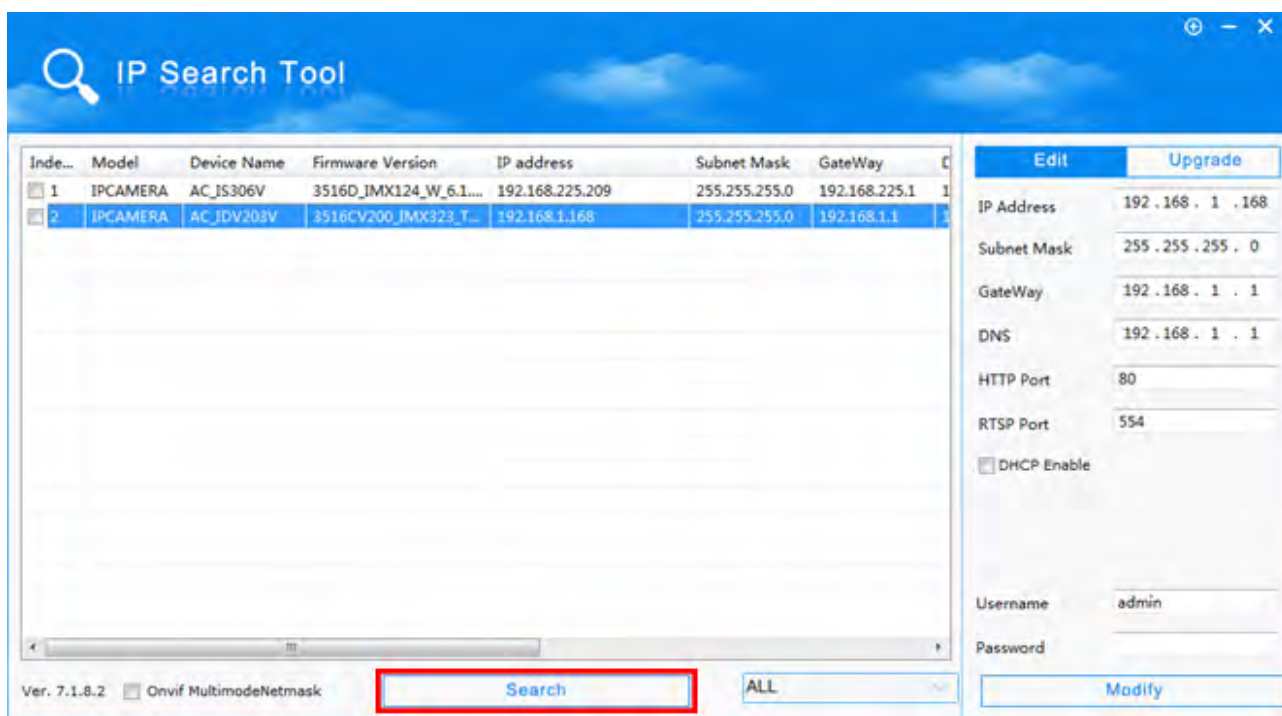 IP Search Tool
Inde... Model Device Name Firmware Version IP address Subnet Mask GateWay D
1 IPCAMERA AC_IS306V 3516D_IMX124_W_6.1.... 192.168.225.209 255.255.255.0 192.168.225.1 1
2 IPCAMERA AC_IDV203V 3516CV200_IMX323_T... 192.168.1.168 255.255.255.0 192.168.1.1 1
Edit Upgrade
IP Address 192 . 168 . 1 . 168
Subnet Mask 255 . 255 . 255 . 0
GateWay 192 . 168 . 1 . 1
DNS 192 . 168 . 1 . 1
HTTP Port 80
RTSP Port 554
DHCP Enable
Username admin
Password
Ver. 7.1.8.2 Onvif MultimodeNetmask Search ALL Modify